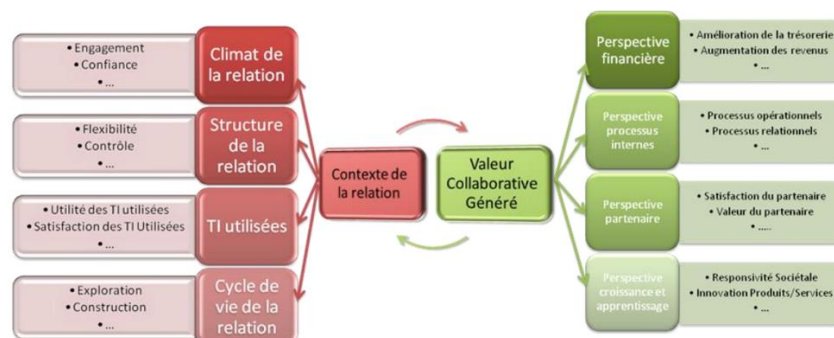 • Engagement
• Confiance
• ...
Climat de
la relation
• Flexibilité
• Contrôle
• ...
Structure de
la relation
• Utilité des TI utilisées
• Satisfaction des TI Utilisées
• ...
TI utilisées
• Exploration
• Construction
• ...
Cycle de
vie de la
relation
Contexte de
la relation
Valeur
Collaborative
Généré
Perspective
financière
• Amélioration de la trésorerie
• Augmentation des revenus
• ...
Perspective
processus
internes
• Processus opérationnels
• Processus relationnels
• ...
Perspective
partenaire
• Satisfaction du partenaire
• Valeur du partenaire
• .....
Perspective
croissance et
apprentissage
• Responsivité Sociétale
• Innovation Produits/Services
• ...